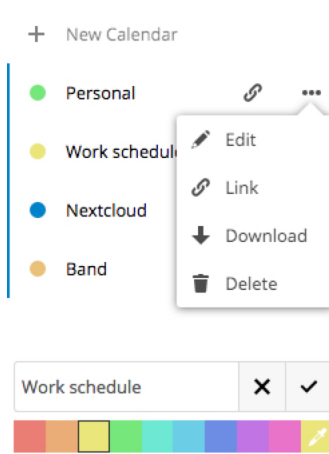 New Calendar
Personal
Edit
Work schedul
Link
Nextcloud
Download
Band
Delete
Work schedule